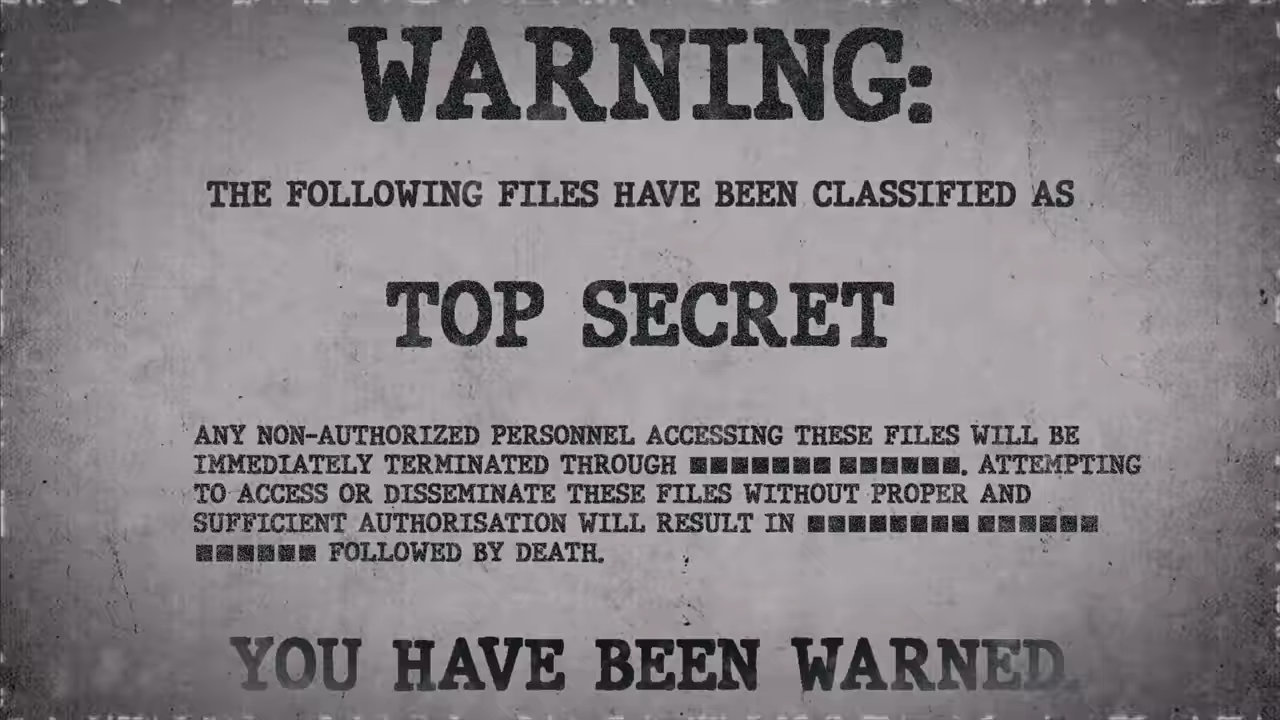 WARNING:
THE FOLLOWING FILES HAVE BEEN CLASSIFIED AS
TOP SECRET
ANY NON-AUTHORIZED PERSONNEL ACCESSING THESE FILES WILL BE
IMMEDIATELY TERMINATED THROUGH ■■■■■■■ ■■■■■■. ATTEMPTING
TO ACCESS OR DISSEMINATE THESE FILES WITHOUT PROPER AND
SUFFICIENT AUTHORISATION WILL RESULT IN ■■■■■■■■ ■■■■■■
■■■■■■ FOLLOWED BY DEATH.
YOU HAVE BEEN WARNED.